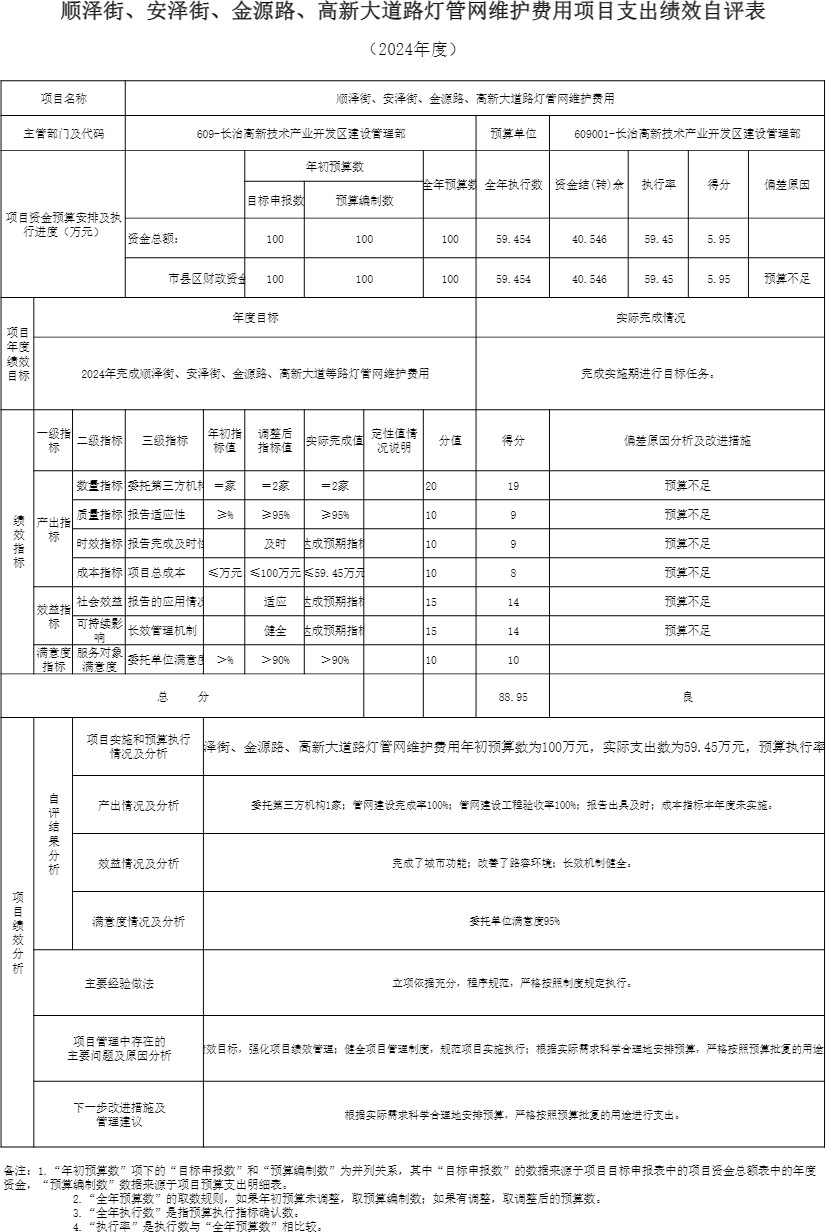 顺泽街、安泽街、金源路、高新大道路灯管网维护费用项目支出绩效自评表
（2024年度）
项目名称 顺泽街、安泽街、金源路、高新大道路灯管网维护费用
主管部门及代码 609-长治高新技术产业开发区建设管理部 预算单位 609001-长治高新技术产业开发区建设管理部
项目资金预算安排及执
行进度（万元）
年初预算数
目标申报数 预算编制数
全年预算数 全年执行数 资金结(转)余 执行率 得分 偏差原因
资金总额： 100 100 100 59.454 40.546 59.45 5.95
市县区财政资金 100 100 100 59.454 40.546 59.45 5.95 预算不足
项目
年度
绩效
目标
年度目标 实际完成情况
2024年完成顺泽街、安泽街、金源路、高新大道等路灯管网维护费用 完成实施期进行目标任务。
绩
效
指
标
一级指
标
二级指标 三级指标
年初指
标值
调整后
指标值
实际完成值
定性值情
况说明
分值 得分 偏差原因分析及改进措施
产出指
标
数量指标 委托第三方机构 ＝家 ＝2家 ＝2家 20 19 预算不足
质量指标 报告适应性 ≥% ≥95% ≥95% 10 9 预算不足
时效指标 报告完成及时性 及时 达成预期指标 10 9 预算不足
成本指标 项目总成本 ≤万元 ≤100万元 ≤59.45万元 10 8 预算不足
效益指
标
社会效益 报告的应用情况 适应 达成预期指标 15 14 预算不足
可持续影
响
长效管理机制 健全 达成预期指标 15 14 预算不足
满意度
指标
服务对象
满意度
委托单位满意度 ＞% ＞90% ＞90% 10 10
总 分 88.95 良
项
目
绩
效
分
析
自
评
结
果
分
析
项目实施和预算执行
情况及分析
泽街、金源路、高新大道路灯管网维护费用年初预算数为100万元，实际支出数为59.45万元，预算执行率
产出情况及分析 委托第三方机构1家；管网建设完成率100%；管网建设工程验收率100%；报告出具及时；成本指标本年度未实施。
效益情况及分析 完成了城市功能；改善了路容环境；长效机制健全。
满意度情况及分析 委托单位满意度95%
主要经验做法 立项依据充分，程序规范，严格按照制度规定执行。
项目管理中存在的
主要问题及原因分析
效目标，强化项目绩效管理；健全项目管理制度，规范项目实施执行；根据实际需求科学合理地安排预算，严格按照预算批复的用途
下一步改进措施及
管理建议
根据实际需求科学合理地安排预算，严格按照预算批复的用途进行支出。
备注：1.“年初预算数”项下的“目标申报数”和“预算编制数”为并列关系，其中“目标申报数”的数据来源于项目目标申报表中的项目资金总额表中的年度
资金，“预算编制数”数据来源于项目预算支出明细表。
2.“全年预算数”的取数规则，如果年初预算未调整，取预算编制数；如果有调整，取调整后的预算数。
3.“全年执行数”是指预算执行指标确认数。
4.“执行率”是执行数与“全年预算数”相比较。